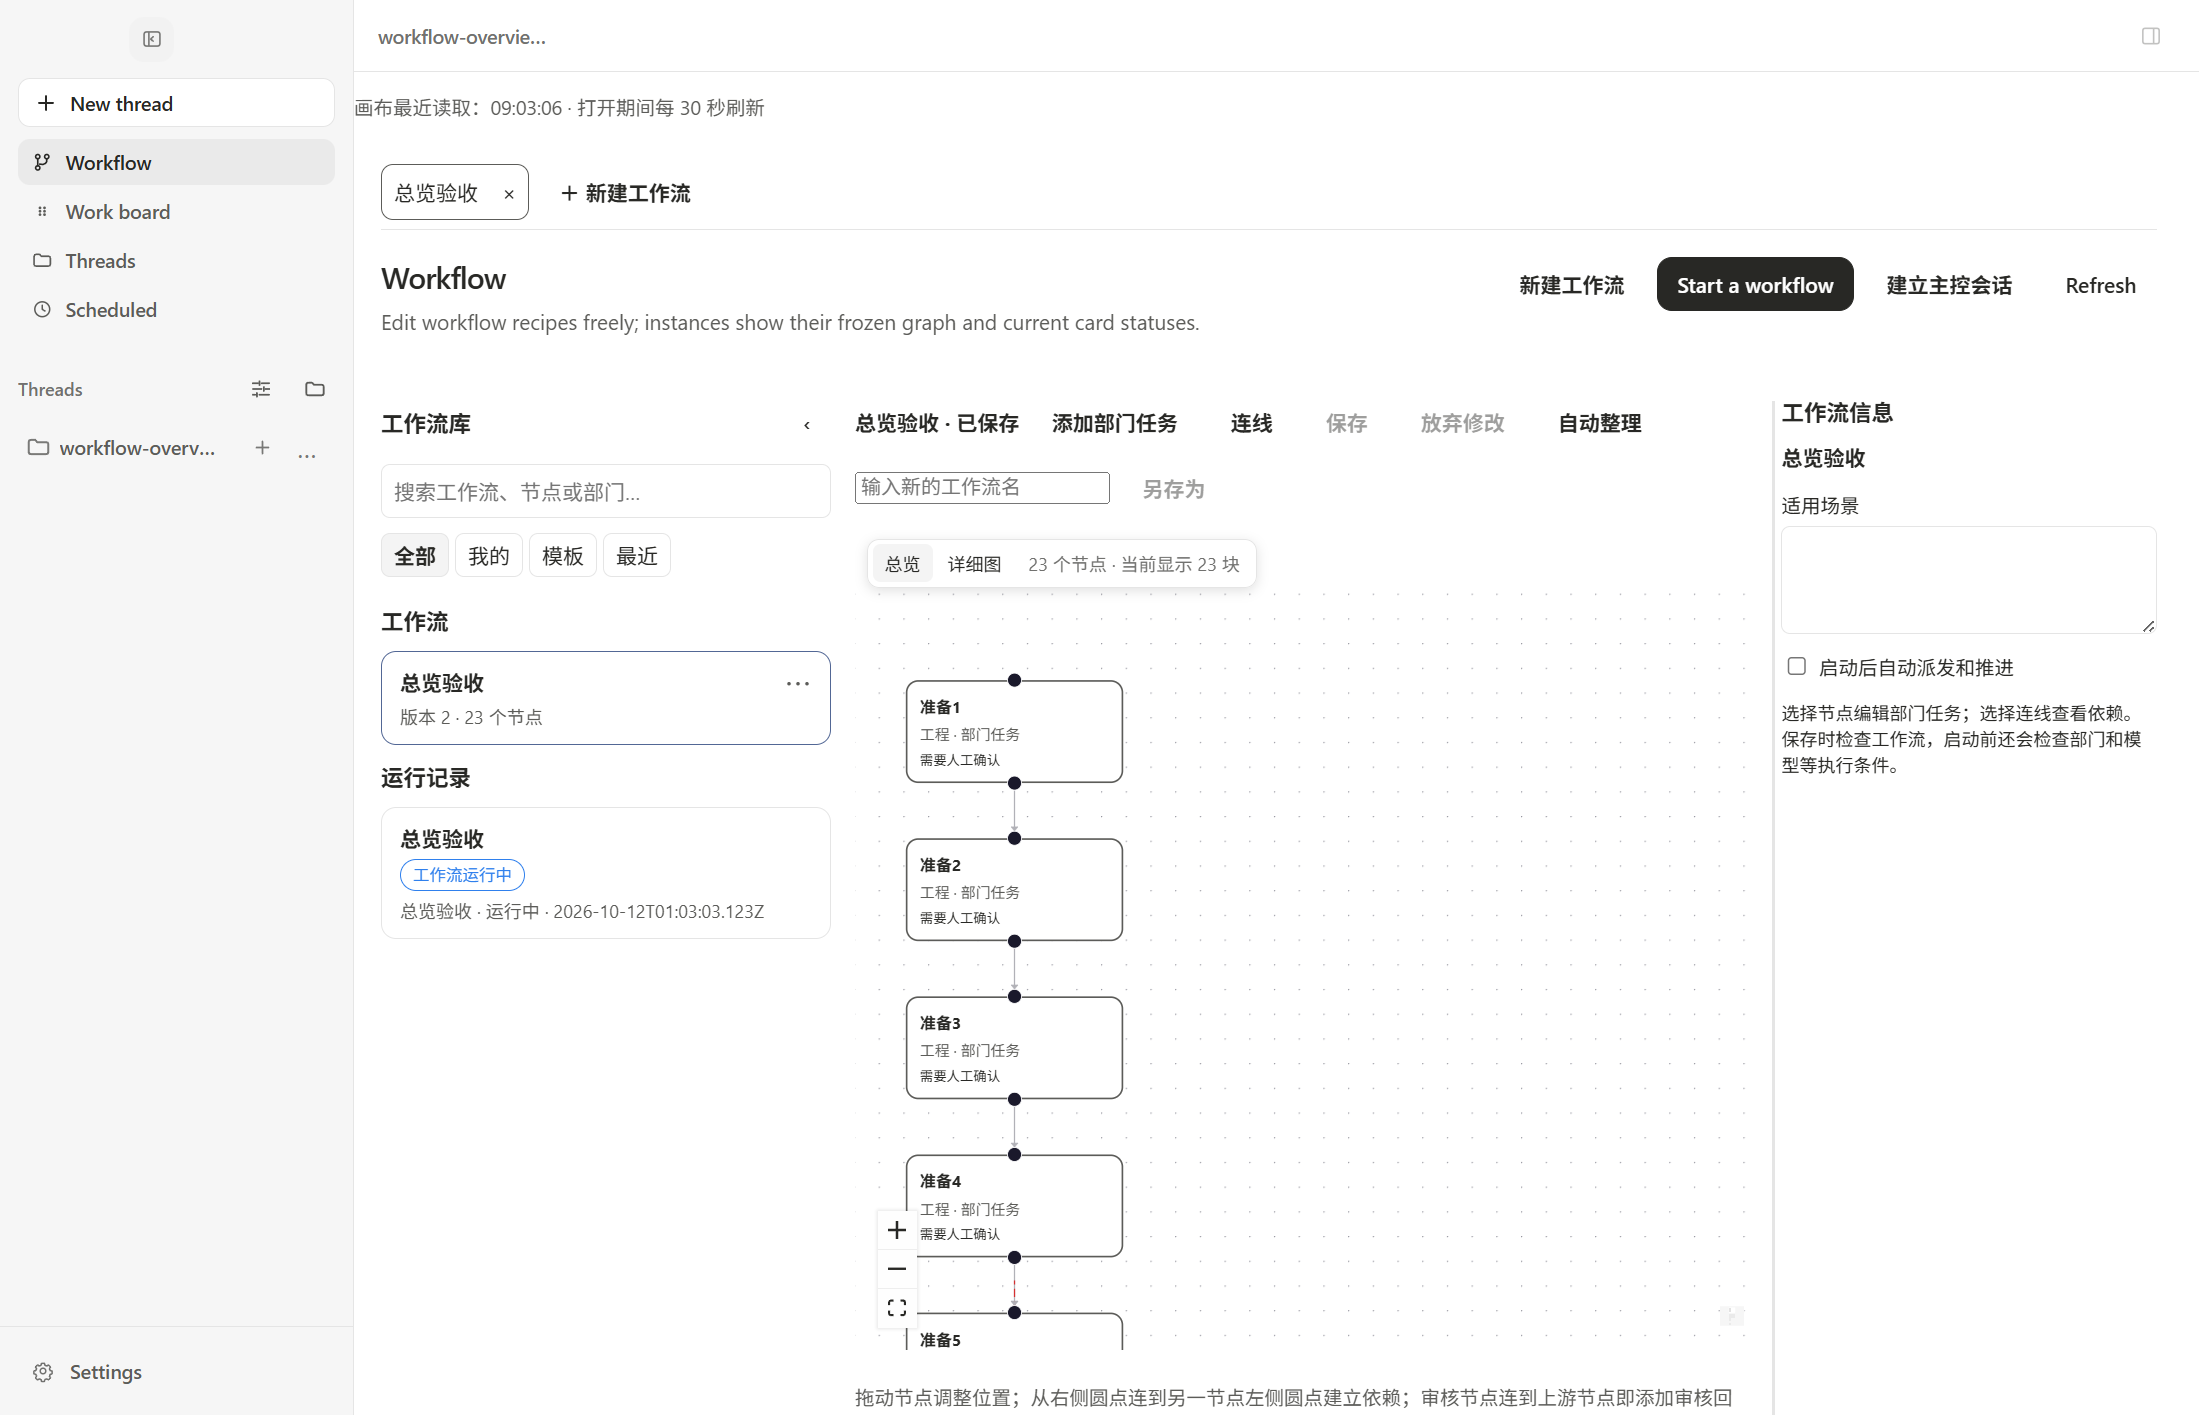 workflow-overvie...
New thread
Workflow
Work board
Threads
Scheduled
Threads
workflow-overv...
Settings
画布最近读取：09:03:06 · 打开期间每 30 秒刷新
总览验收 ×
新建工作流
Workflow
Edit workflow recipes freely; instances show their frozen graph and current card statuses.
新建工作流
Start a workflow
建立主控会话
Refresh
工作流库
搜索工作流、节点或部门...
全部
我的
模板
最近
工作流
总览验收
版本 2 · 23 个节点
运行记录
总览验收
工作流运行中
总览验收 · 运行中 · 2026-10-12T01:03:03.123Z
总览验收 · 已保存
添加部门任务
连线
保存
放弃修改
自动整理
输入新的工作流名
另存为
总览
详细图
23 个节点 · 当前显示 23 块
准备1
工程 · 部门任务
需要人工确认
准备2
工程 · 部门任务
需要人工确认
准备3
工程 · 部门任务
需要人工确认
准备4
工程 · 部门任务
需要人工确认
准备5
拖动节点调整位置；从右侧圆点连到另一节点左侧圆点建立依赖；审核节点连到上游节点即添加审核回
工作流信息
总览验收
适用场景
启动后自动派发和推进
选择节点编辑部门任务；选择连线查看依赖。
保存时检查工作流，启动前还会检查部门和模
型等执行条件。